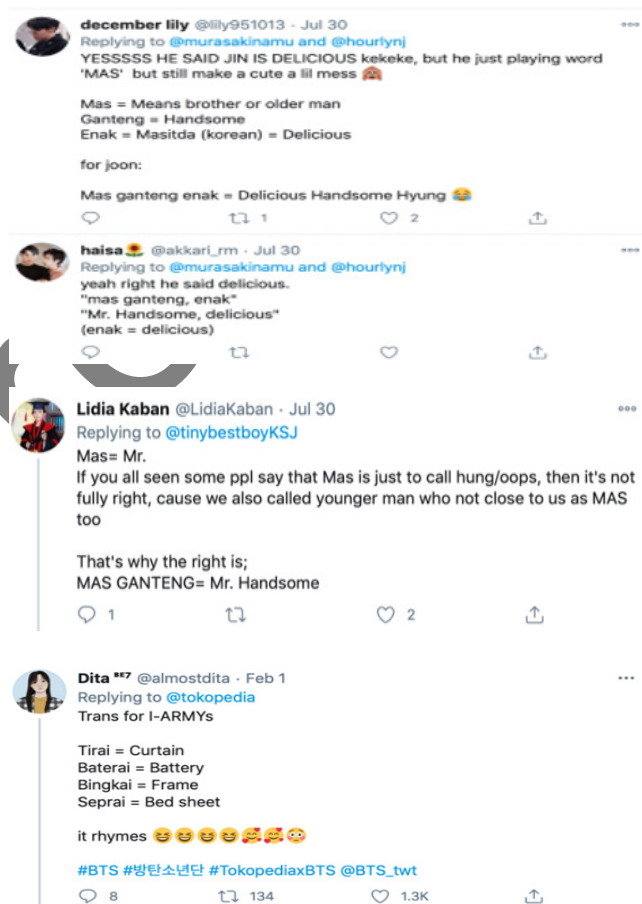 december lily @lily951013 · Jul 30
Replying to @murasakinamu and @hourlynj
YESSSSS HE SAID JIN IS DELICIOUS kekeke, but he just playing word
'MAS' but still make a cute a lil mess 🙈
Mas = Means brother or older man
Ganteng = Handsome
Enak = Masitda (korean) = Delicious
for joon:
Mas ganteng enak = Delicious Handsome Hyung 😂
1 2
haisa🌻 @akkari_rm · Jul 30
Replying to @murasakinamu and @hourlynj
yeah right he said delicious.
"mas ganteng, enak"
"Mr. Handsome, delicious"
(enak = delicious)
Lidia Kaban @LidiaKaban · Jul 30
Replying to @tinybestboyKSJ
Mas= Mr.
If you all seen some ppl say that Mas is just to call hung/oops, then it's not
fully right, cause we also called younger man who not close to us as MAS
too
That's why the right is;
MAS GANTENG= Mr. Handsome
1 2
Dita ᴮᴱ⁷ @almostdita · Feb 1
Replying to @tokopedia
Trans for I-ARMYs
Tirai = Curtain
Baterai = Battery
Bingkai = Frame
Seprai = Bed sheet
it rhymes 😆😆😆😆🥰🥰😳
#BTS #방탄소년단 #TokopediaxBTS @BTS_twt
8 134 1.3K